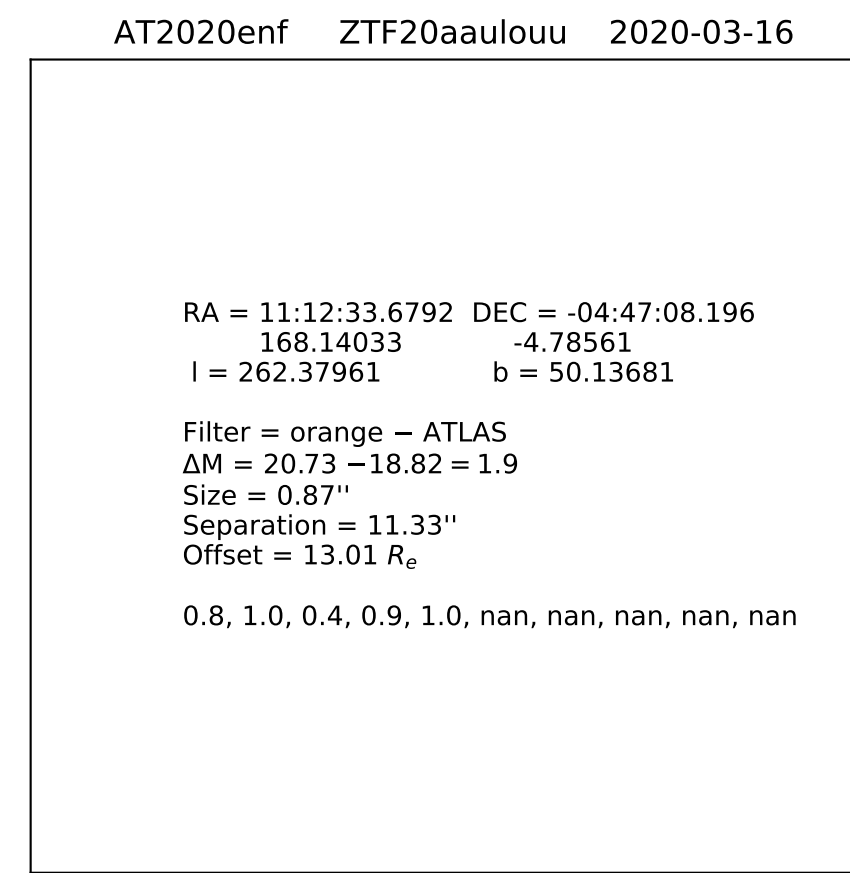 AT2020enf ZTF20aaulouu 2020-03-16
RA = 11:12:33.6792 DEC = -04:47:08.196
168.14033 -4.78561
l = 262.37961 b = 50.13681
Filter = orange − ATLAS
ΔM = 20.73 −18.82 = 1.9
Size = 0.87''
Separation = 11.33''
Offset = 13.01 Rₑ
0.8, 1.0, 0.4, 0.9, 1.0, nan, nan, nan, nan, nan